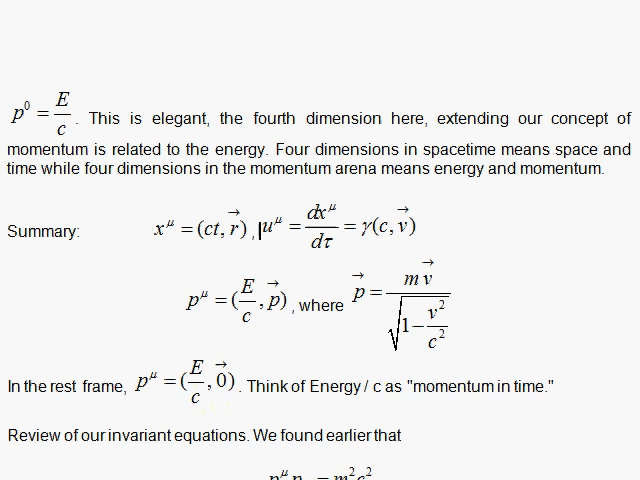 p⁰ = E/c . This is elegant, the fourth dimension here, extending our concept of
momentum is related to the energy. Four dimensions in spacetime means space and
time while four dimensions in the momentum arena means energy and momentum.
Summary: x^μ = (ct, r⃗) , u^μ = dx^μ/dτ = γ(c, v⃗)
p^μ = (E/c, p⃗) , where p⃗ = m v⃗ / √(1 − v²/c²)
In the rest frame, p^μ = (E/c, 0⃗) . Think of Energy / c as "momentum in time."
Review of our invariant equations. We found earlier that
p^μ p = m²c²